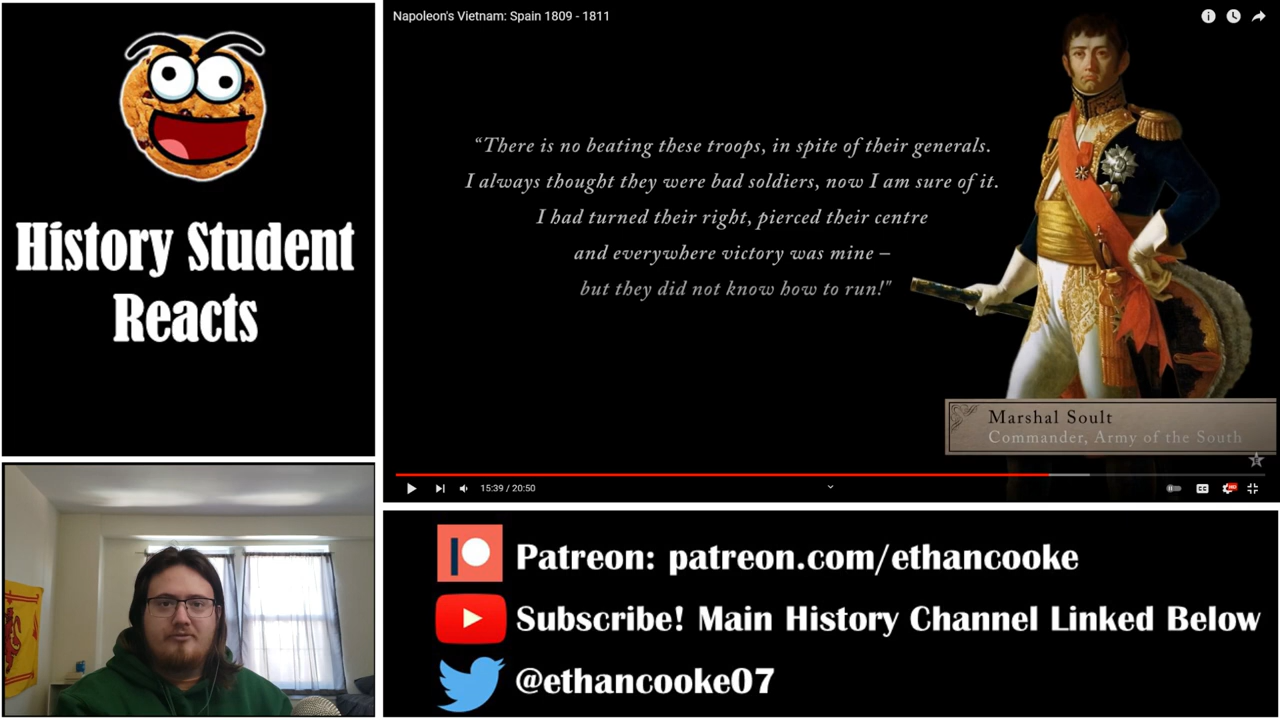 History Student
Reacts
Napoleon's Vietnam: Spain 1809 - 1811
“There is no beating these troops, in spite of their generals.
I always thought they were bad soldiers, now I am sure of it.
I had turned their right, pierced their centre
and everywhere victory was mine –
but they did not know how to run!"
Marshal Soult
Commander, Army of the South
15:39 / 20:50
CC
HD
Patreon: patreon.com/ethancooke
Subscribe! Main History Channel Linked Below
@ethancooke07